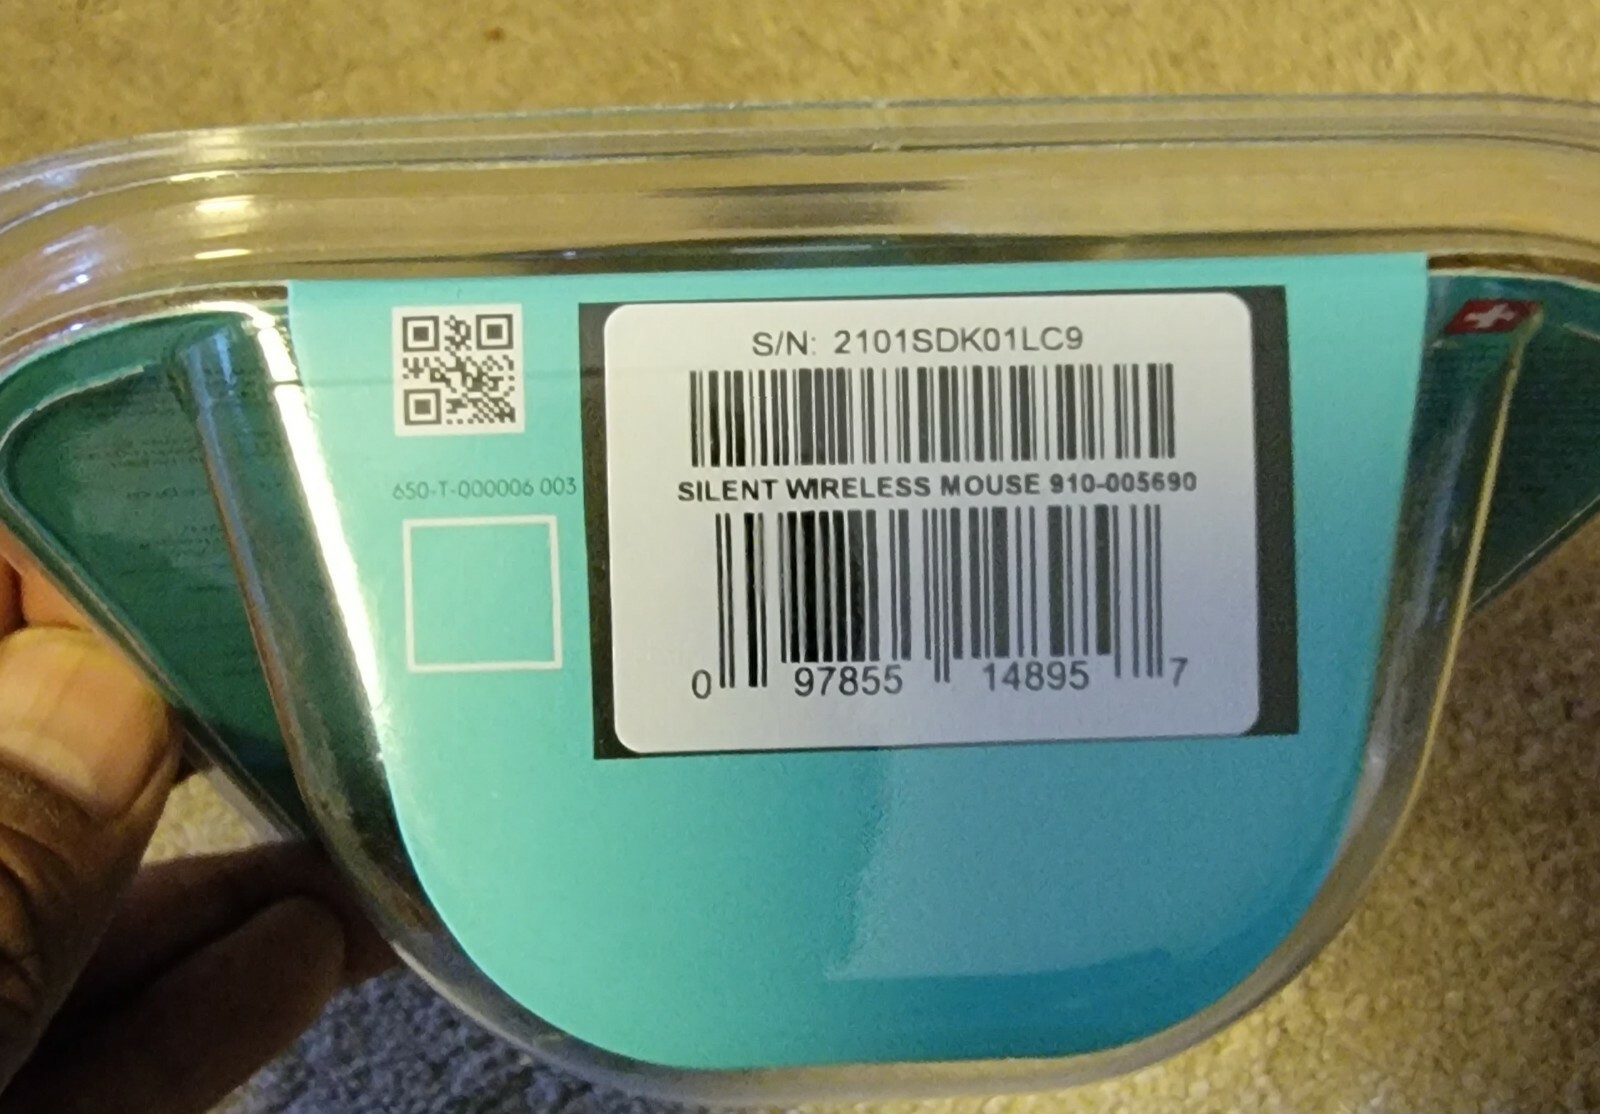 S/N: 2101SDK01LC9
650-T-000006 003
SILENT WIRELESS MOUSE 910-005690
0 97855 14895 7